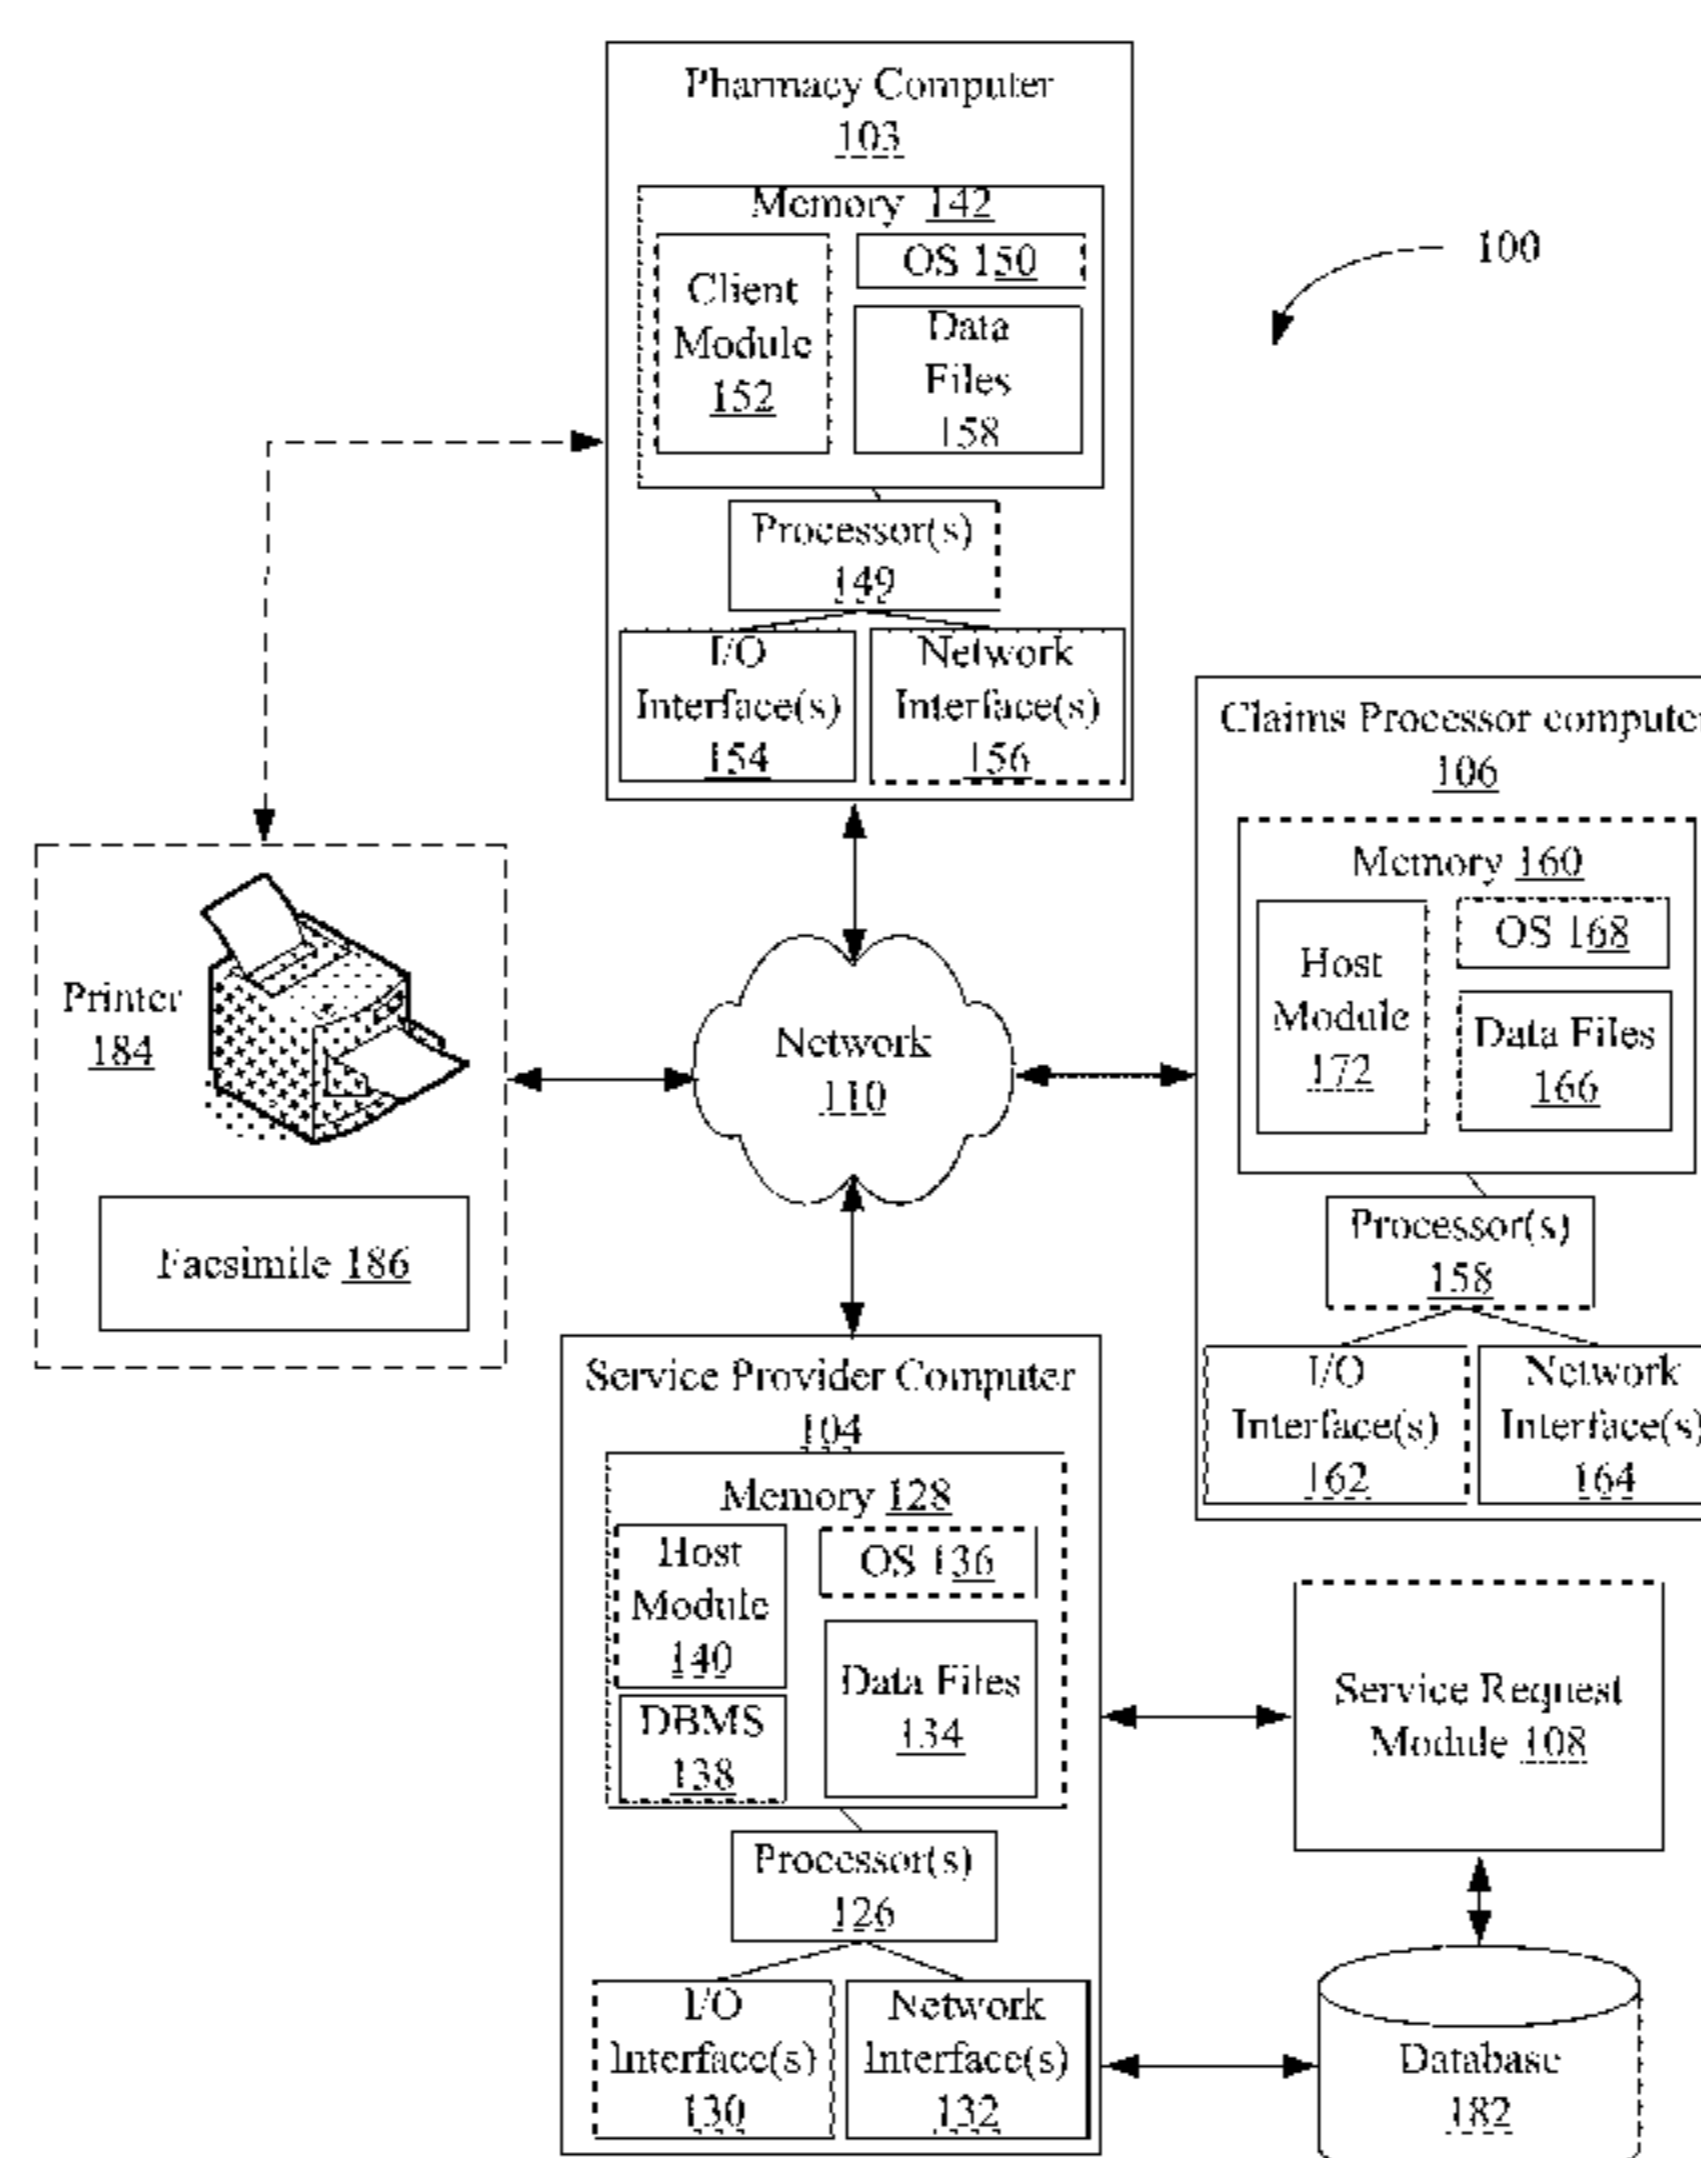 Pharmacy Computer
103
Memory 142
Client
Module
152
OS 150
Data
Files
158
Processor(s)
149
I/O
Interface(s)
154
Network
Interface(s)
156
100
Printer
184
Facsimile 186
Network
110
Claims Processor computer
106
Memory 160
Host
Module
172
OS 168
Data Files
166
Processor(s)
158
I/O
Interface(s)
162
Network
Interface(s)
164
Service Provider Computer
104
Memory 128
Host
Module
140
DBMS
138
OS 136
Data Files
134
Processor(s)
126
I/O
Interface(s)
130
Network
Interface(s)
132
Service Request
Module 108
Database
182